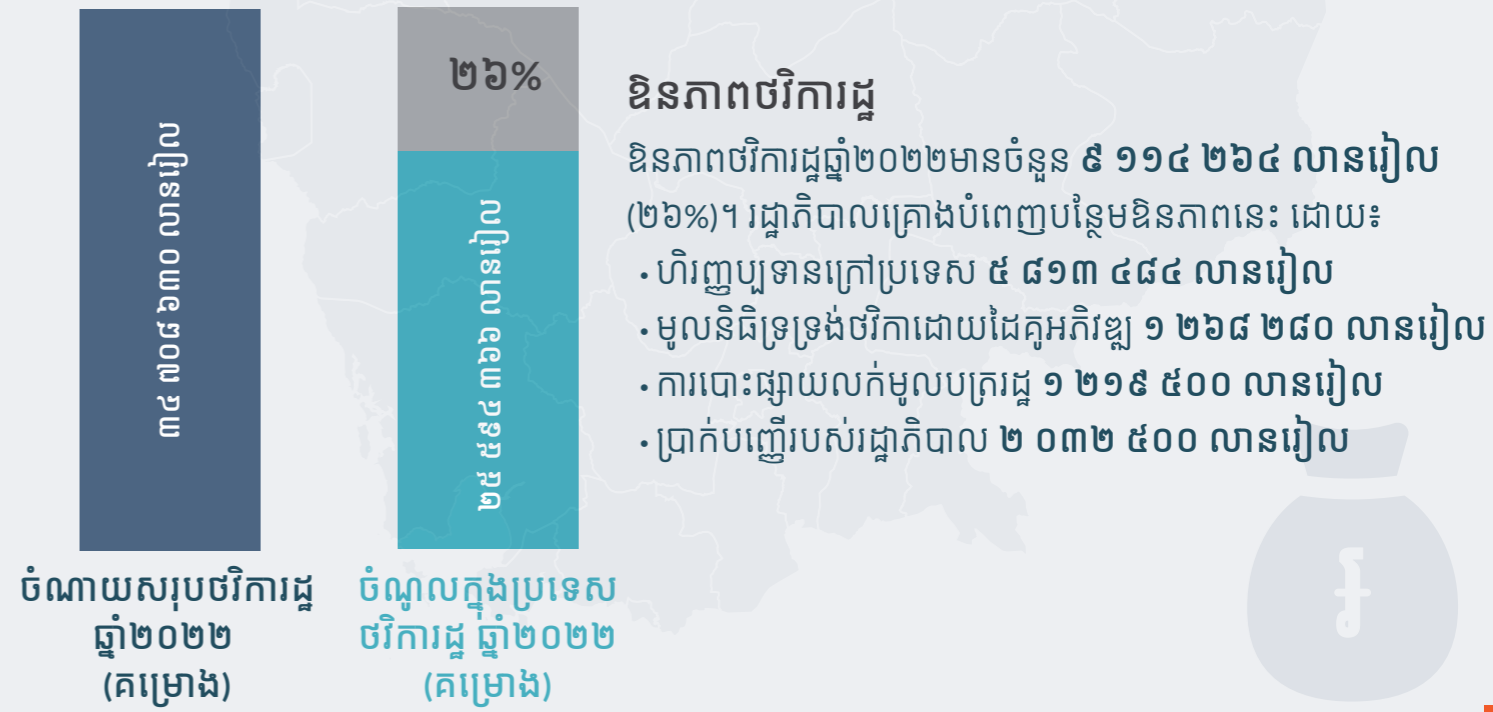 ៣៤ ៧០៨ ៦៣០ លានរៀល
ចំណាយសរុបថវិការដ្ឋ
ឆ្នាំ២០២២
(គម្រោង)
២៦%
២៥ ៥៩៤ ៣៦៦ លានរៀល
ចំណូលក្នុងប្រទេស
ថវិការដ្ឋ ឆ្នាំ២០២២
(គម្រោង)
ឱនភាពថវិការដ្ឋ
ឱនភាពថវិការដ្ឋឆ្នាំ២០២២មានចំនួន ៩ ១១៤ ២៦៤ លានរៀល
(២៦%)។ រដ្ឋាភិបាលគ្រោងបំពេញបន្ថែមឱនភាពនេះ ដោយ៖
• ហិរញ្ញប្បទានក្រៅប្រទេស ៥ ៨១៣ ៤៨៤ លានរៀល
• មូលនិធិទ្រទ្រង់ថវិកាដោយដៃគូអភិវឌ្ឍ ១ ២៦៨ ២៨០ លានរៀល
• ការបោះផ្សាយលក់មូលបត្ររដ្ឋ ១ ២១៩ ៥០០ លានរៀល
• ប្រាក់បញ្ញើរបស់រដ្ឋាភិបាល ២ ០៣២ ៥០០ លានរៀល
៛